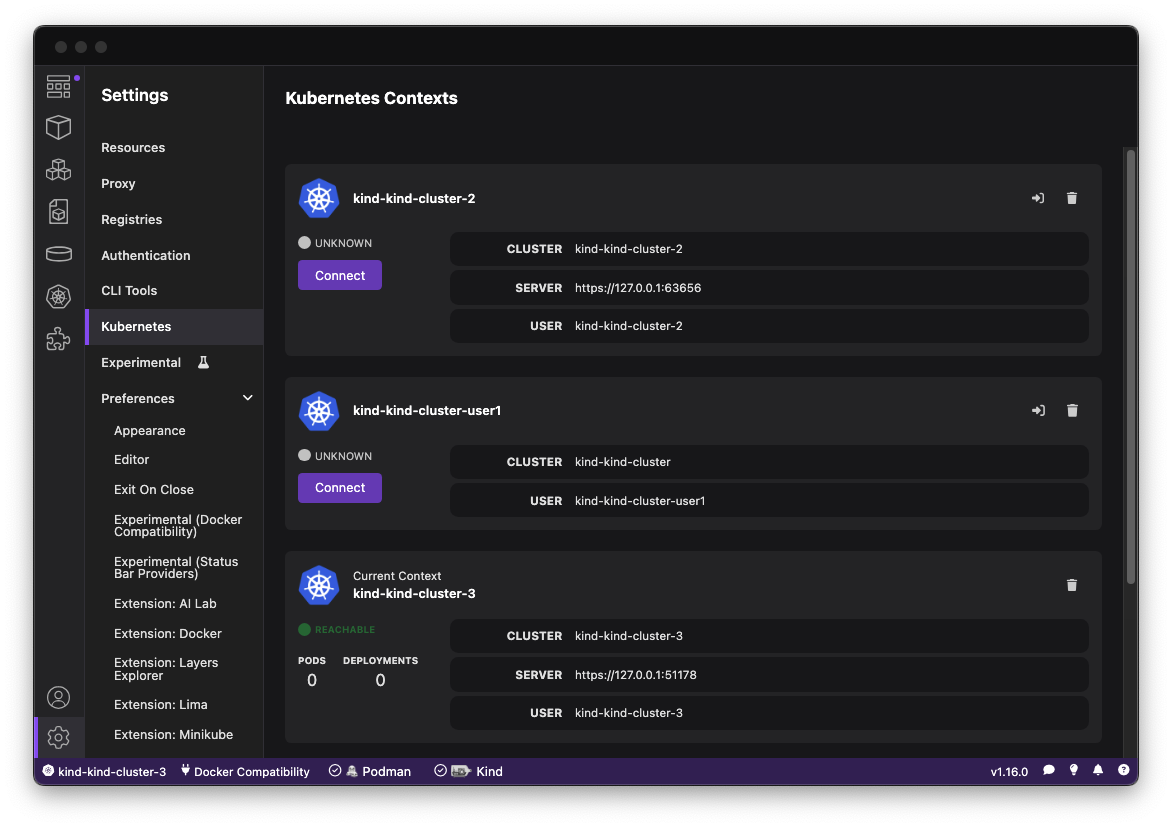 Settings
Resources
Proxy
Registries
Authentication
CLI Tools
Kubernetes
Experimental
Preferences
Appearance
Editor
Exit On Close
Experimental (Docker
Compatibility)
Experimental (Status
Bar Providers)
Extension: AI Lab
Extension: Docker
Extension: Layers
Explorer
Extension: Lima
Extension: Minikube
Kubernetes Contexts
kind-kind-cluster-2
UNKNOWN
Connect
CLUSTER kind-kind-cluster-2
SERVER https://127.0.0.1:63656
USER kind-kind-cluster-2
kind-kind-cluster-user1
UNKNOWN
Connect
CLUSTER kind-kind-cluster
USER kind-kind-cluster-user1
Current Context
kind-kind-cluster-3
REACHABLE
PODS DEPLOYMENTS
0 0
CLUSTER kind-kind-cluster-3
SERVER https://127.0.0.1:51178
USER kind-kind-cluster-3
kind-kind-cluster-3 Docker Compatibility Podman Kind v1.16.0